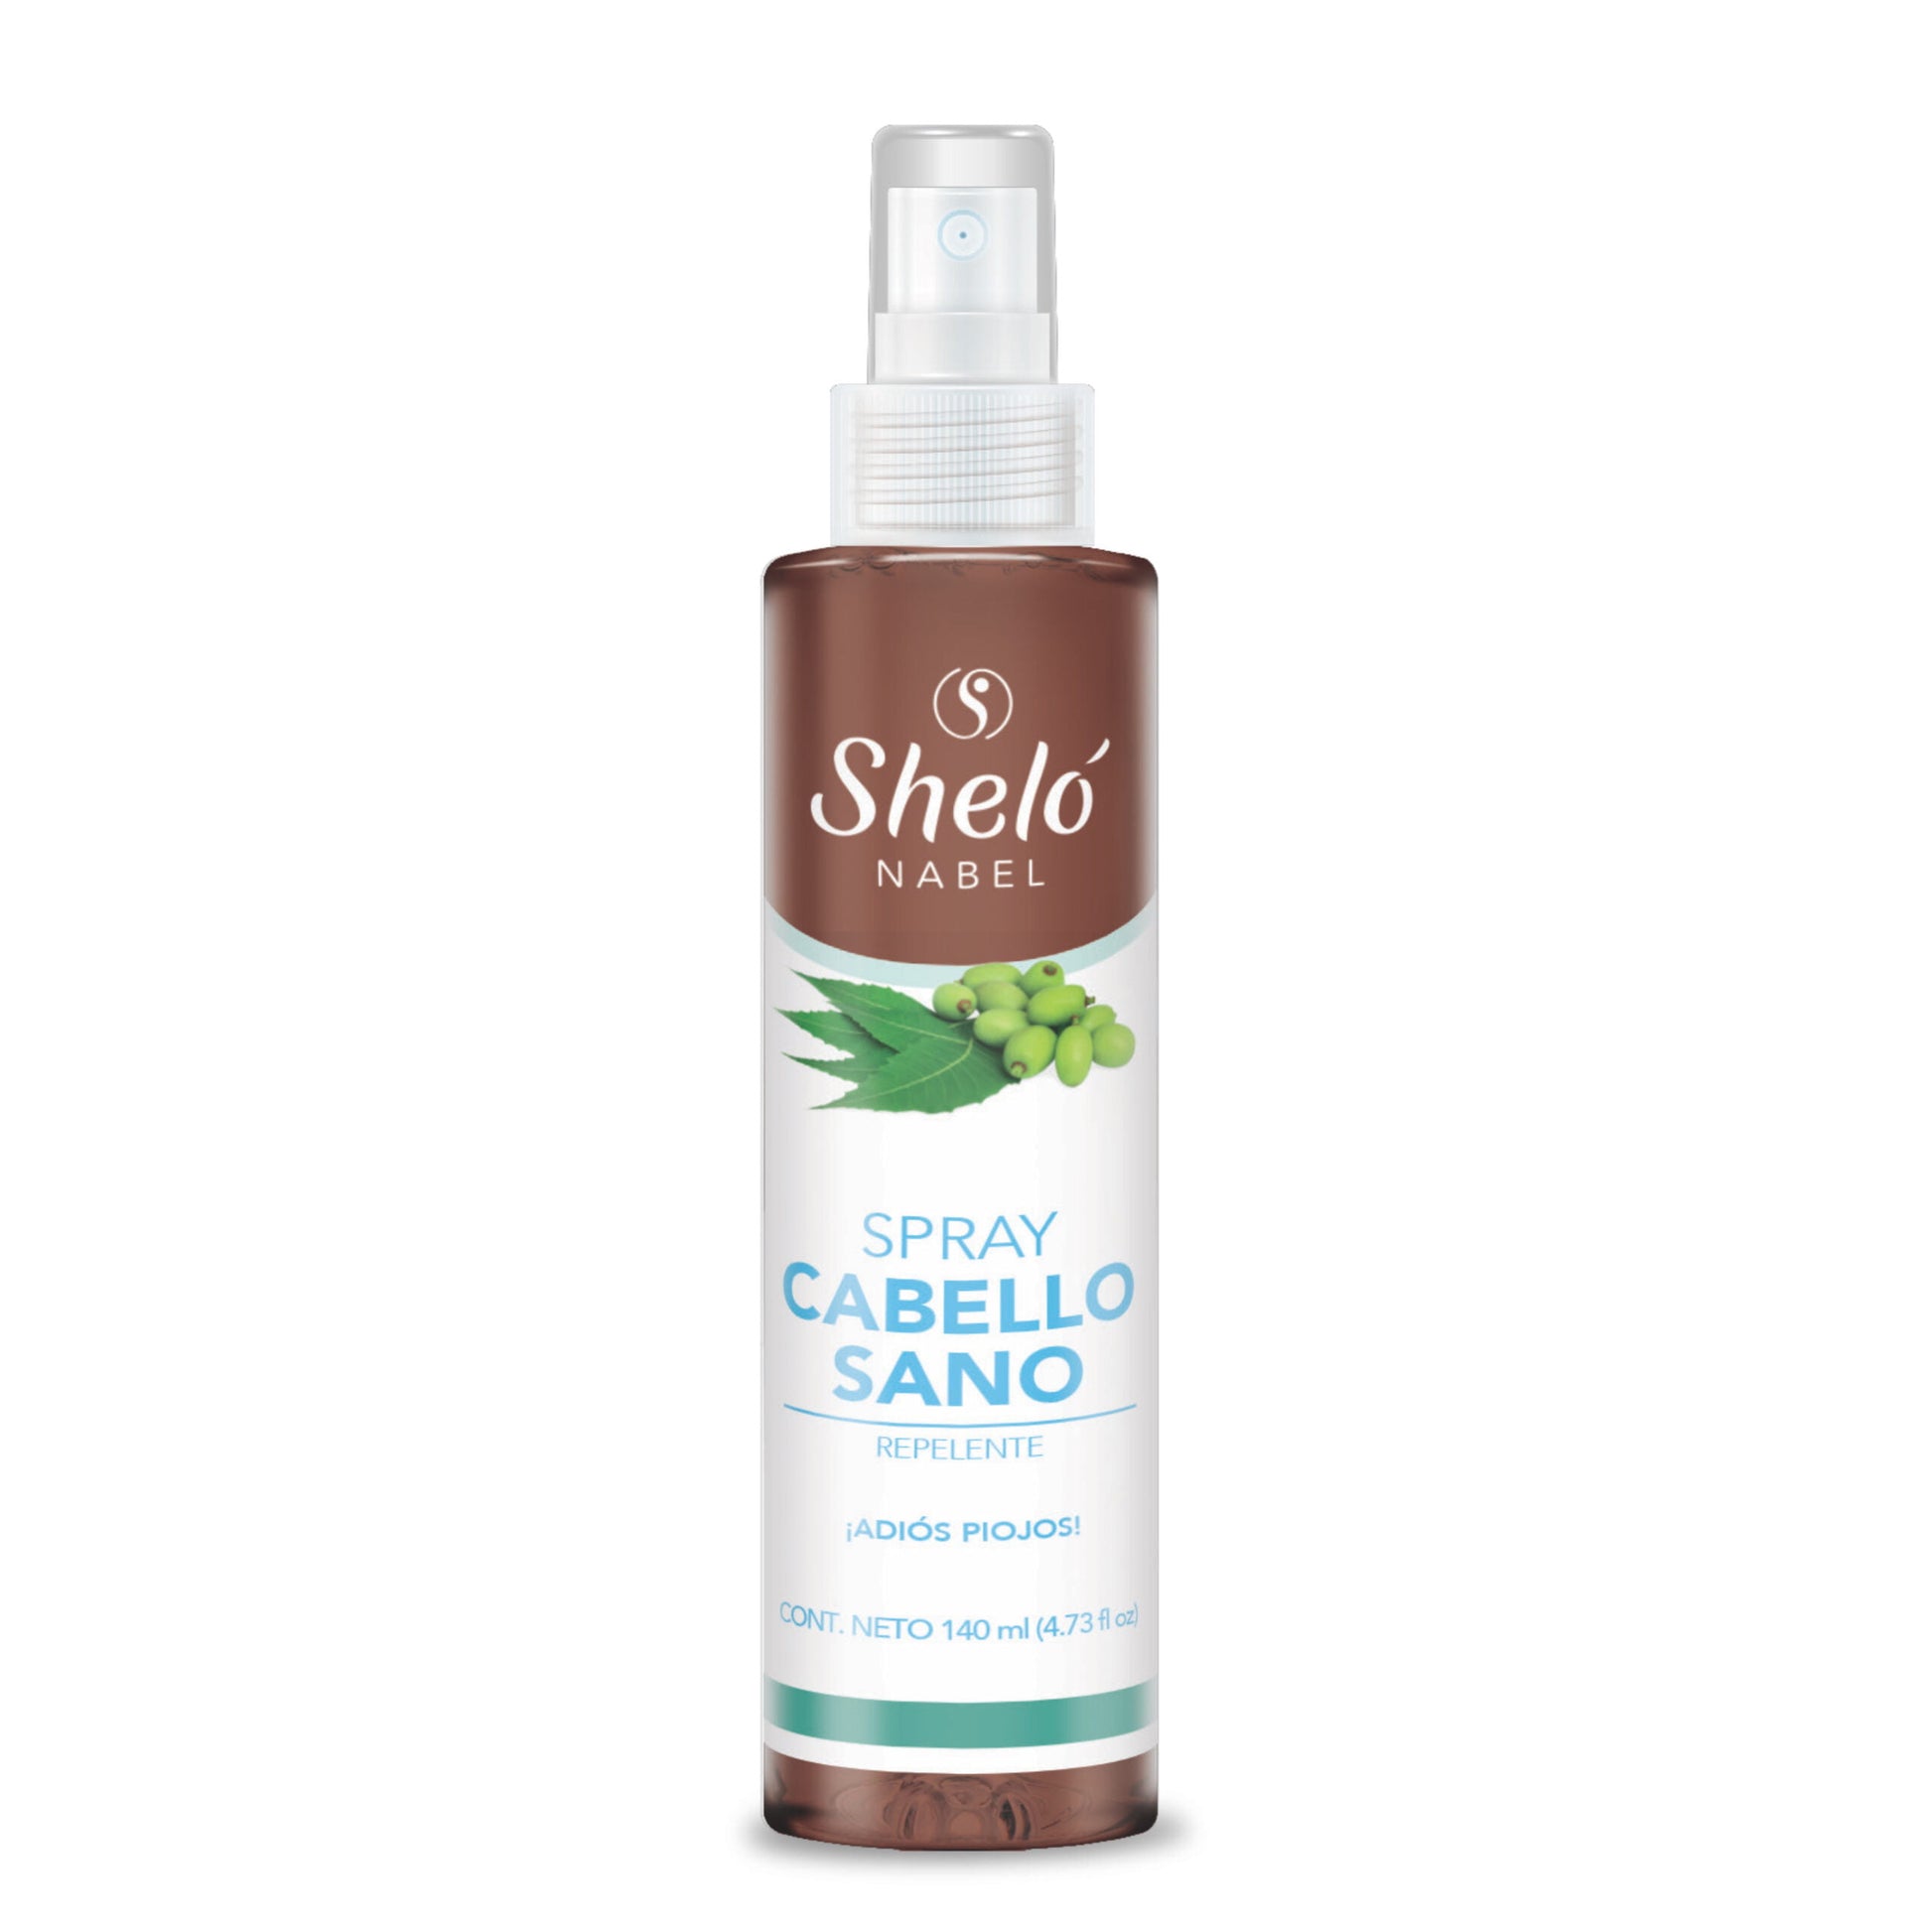 Sheló
NABEL
SPRAY
CABELLO
SANO
REPELENTE
¡ADIÓS PIOJOS!
CONT. NETO 140 ml (4.73 fl oz)